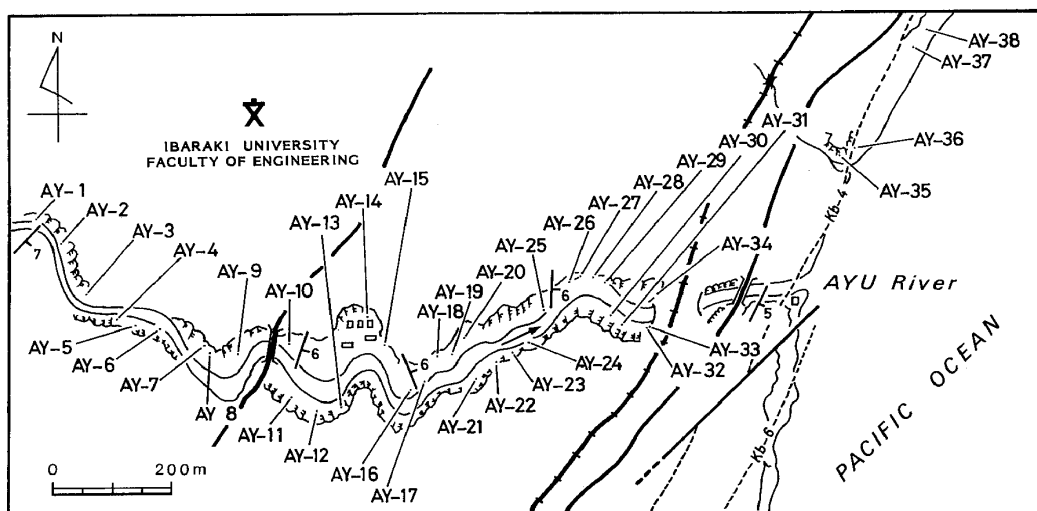 N
IBARAKI UNIVERSITY
FACULTY OF ENGINEERING
AY-1
AY-2
AY-3
AY-4
AY-5
AY-6
AY-7
AY 8
AY-9
AY-10
AY-11
AY-12
AY-13
AY-14
AY-15
AY-16
AY-17
AY-18
AY-19
AY-20
AY-21
AY-22
AY-23
AY-24
AY-25
AY-26
AY-27
AY-28
AY-29
AY-30
AY-31
AY-32
AY-33
AY-34
AY-35
AY-36
AY-37
AY-38
7
6
6
6
5
7
Kb-4
Kb-6
AYU River
PACIFIC OCEAN
0 200m